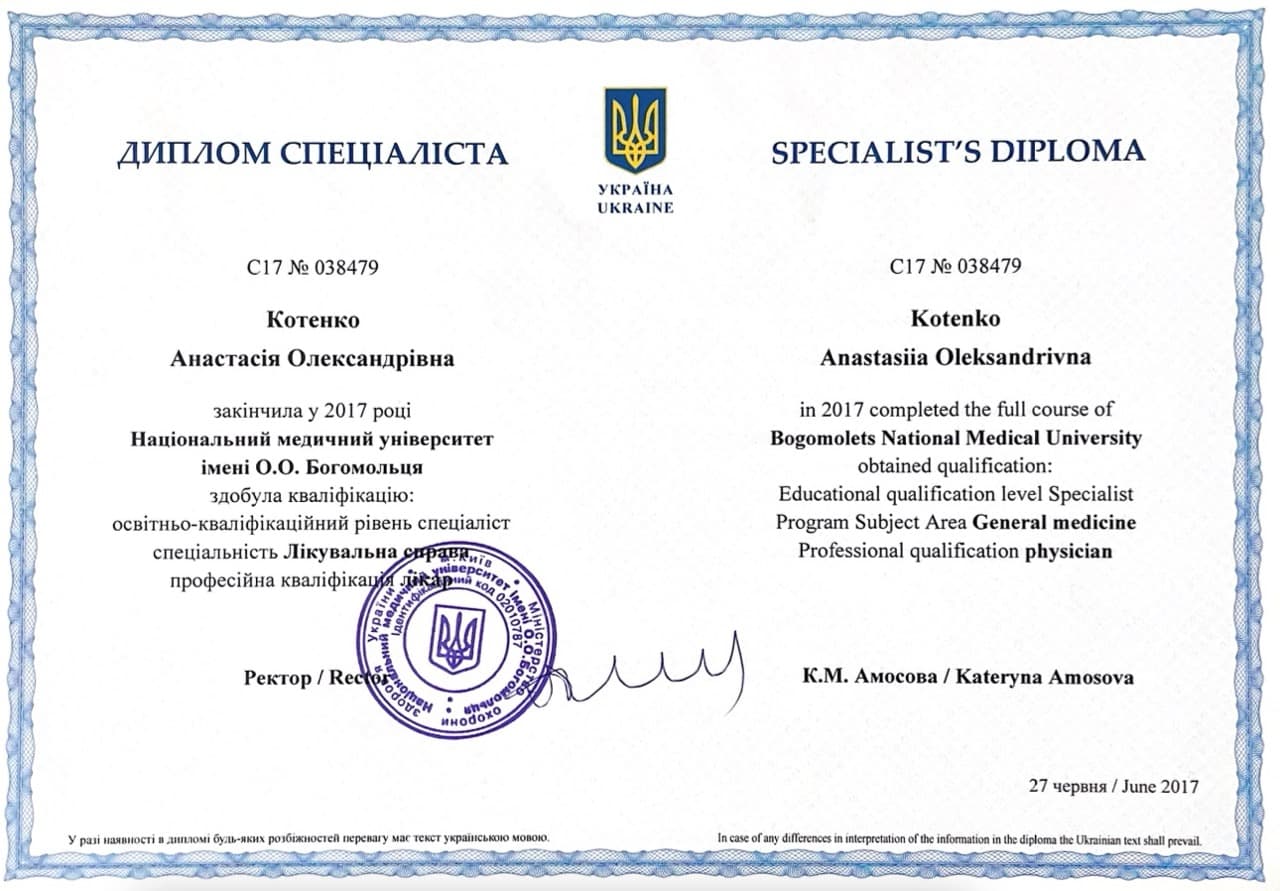 ДИПЛОМ СПЕЦІАЛІСТА
УКРАЇНА
UKRAINE
SPECIALIST'S DIPLOMA
С17 № 038479
Котенко
Анастасія Олександрівна
закінчила у 2017 році
Національний медичний університет
імені О.О. Богомольця
здобула кваліфікацію:
освітньо-кваліфікаційний рівень спеціаліст
спеціальність Лікувальна справа
професійна кваліфікація лікар
C17 № 038479
Kotenko
Anastasiia Oleksandrivna
in 2017 completed the full course of
Bogomolets National Medical University
obtained qualification:
Educational qualification level Specialist
Program Subject Area General medicine
Professional qualification physician
Міністерство охорони здоров'я України • м.Київ
Національний медичний університет імені О.О.Богомольця
Ідентифікаційний код 02010787
Ректор / Rector
К.М. Амосова / Kateryna Amosova
27 червня / June 2017
У разі наявності в дипломі будь-яких розбіжностей перевагу має текст українською мовою.
In case of any differences in interpretation of the information in the diploma the Ukrainian text shall prevail.